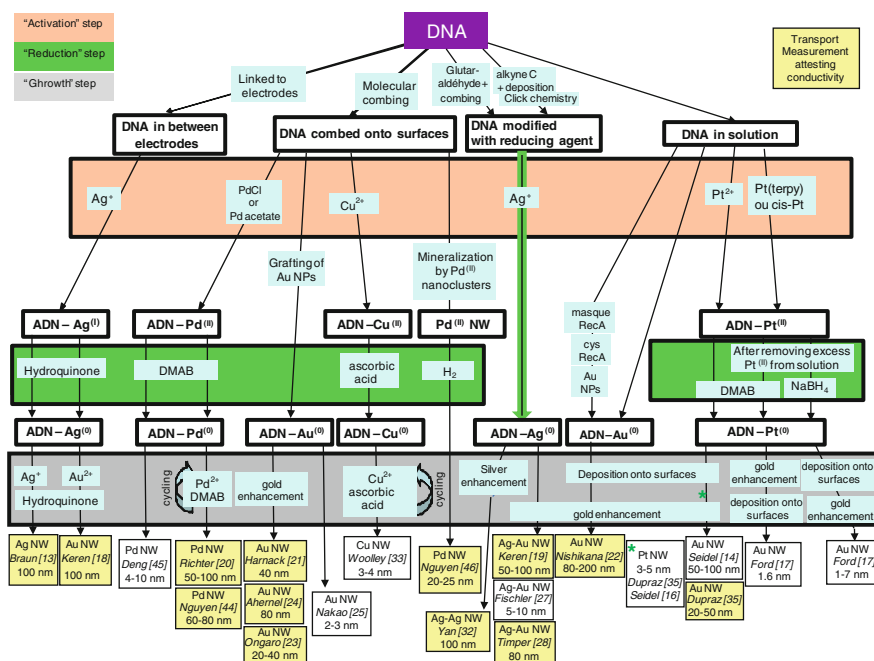 "Activation" step
"Reduction" step
"Ghrowth" step
DNA
Transport
Measurement
attesting
conductivity
Linked to
electrodes
Molecular
combing
Glutar-
aldéhyde+
combing
alkyne C
+ deposition
Click chemistry
DNA in between
electrodes
DNA combed onto surfaces
DNA modified
with reducing agent
DNA in solution
Ag+
PdCl
or
Pd acetate
Cu2+
Ag+
Pt2+
Pt(terpy)
ou cis-Pt
Grafting of
Au NPs
Mineralization
by Pd(II)
nanoclusters
masque
RecA
cys
RecA
Au
NPs
ADN–Ag(I)
ADN–Pd(II)
ADN–Cu(II)
Pd(II) NW
ADN–Pt(II)
Hydroquinone
DMAB
ascorbic
acid
H2
After removing excess
Pt(II) from solution
DMAB
NaBH4
ADN–Ag(0)
ADN–Pd(0)
ADN–Au(0)
ADN–Cu(0)
ADN–Ag(0)
ADN–Au(0)
ADN–Pt(0)
Ag+
Au2+
Hydroquinone
cycling
Pd2+
DMAB
gold
enhancement
Cu2+
ascorbic
acid
cycling
Silver
enhancement
Deposition onto surfaces
*
gold enhancement
gold
enhancement
deposition onto
surfaces
deposition onto
surfaces
gold
enhancement
Ag NW
Braun [13]
100 nm
Au NW
Keren [18]
100 nm
Pd NW
Deng [45]
4-10 nm
Pd NW
Richter [20]
50-100 nm
Pd NW
Nguyen [44]
60-80 nm
Au NW
Harnack [21]
40 nm
Au NW
Ahernel [24]
80 nm
Au NW
Ongaro [23]
20-40 nm
Au NW
Nakao [25]
2-3 nm
Cu NW
Woolley [33]
3-4 nm
Pd NW
Nguyen [46]
20-25 nm
Ag-Ag NW
Yan [32]
100 nm
Ag-Au NW
Keren [19]
50-100 nm
Ag-Au NW
Fischler [27]
5-10 nm
Ag-Au NW
Timper [28]
80 nm
Au NW
Nishikana [22]
80-200 nm
*
Pt NW
3-5 nm
Dupraz [35]
Seidel [16]
Au NW
Seidel [14]
50-100 nm
Au NW
Dupraz [35]
20-50 nm
Au NW
Ford [17]
1.6 nm
Au NW
Ford [17]
1-7 nm